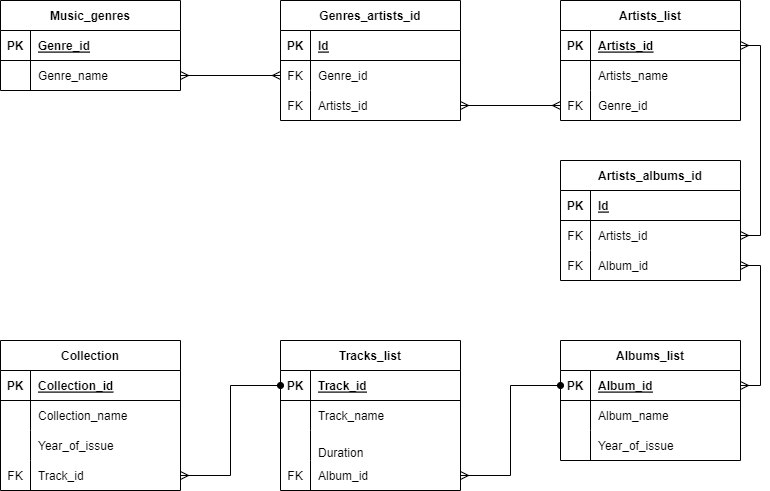 Music_genres
PK Genre_id
Genre_name
Genres_artists_id
PK Id
FK Genre_id
FK Artists_id
Artists_list
PK Artists_id
Artists_name
FK Genre_id
Artists_albums_id
PK Id
FK Artists_id
FK Album_id
Collection
PK Collection_id
Collection_name
Year_of_issue
FK Track_id
Tracks_list
PK Track_id
Track_name
Duration
FK Album_id
Albums_list
PK Album_id
Album_name
Year_of_issue